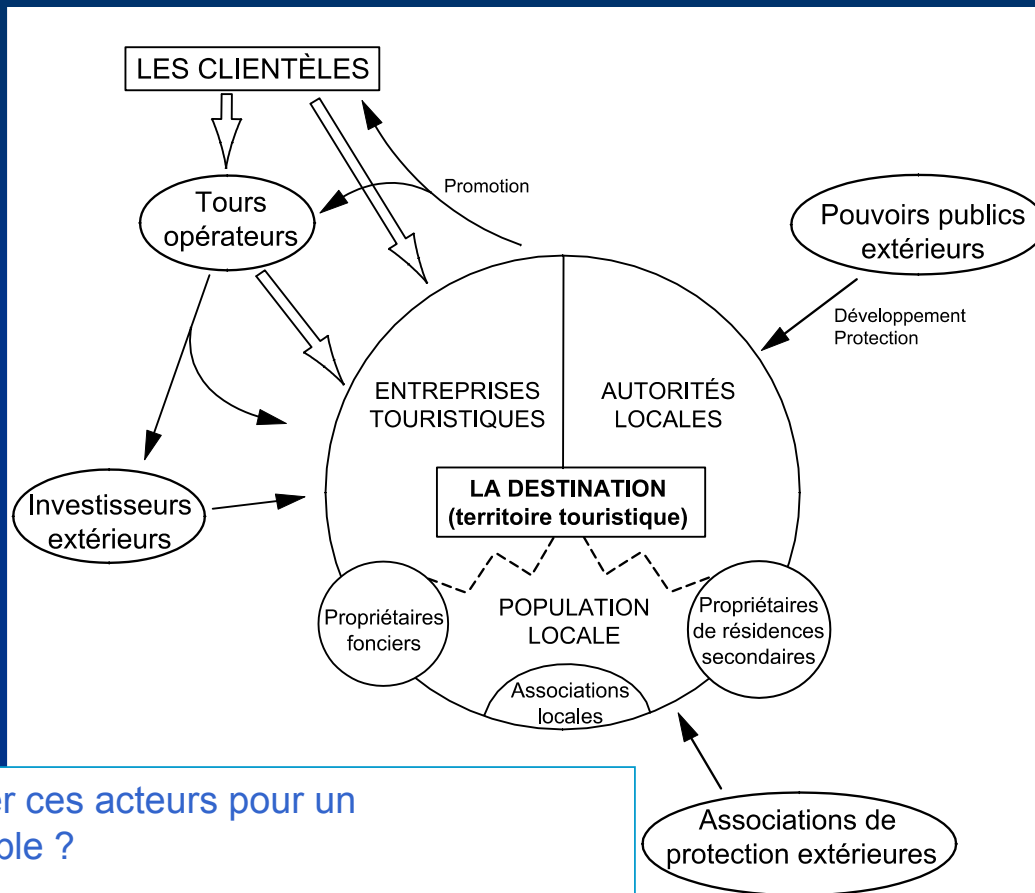 LES CLIENTÈLES
Tours
opérateurs
Promotion
Pouvoirs publics
extérieurs
Développement
Protection
ENTREPRISES
TOURISTIQUES
AUTORITÉS
LOCALES
LA DESTINATION
(territoire touristique)
Investisseurs
extérieurs
Propriétaires
fonciers
POPULATION
LOCALE
Propriétaires
de résidences
secondaires
Associations
locales
Associations de
protection extérieures
ces acteurs pour un
?